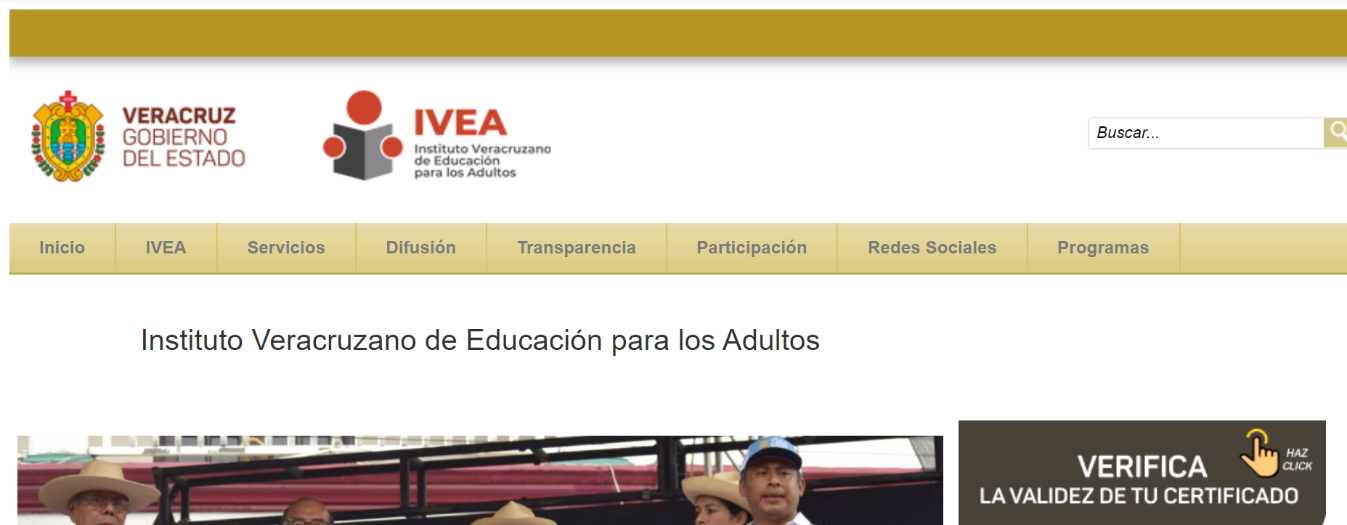 VERACRUZ
GOBIERNO
DEL ESTADO
IVEA
Instituto Veracruzano
de Educación
para los Adultos
Buscar...
Inicio IVEA Servicios Difusión Transparencia Participación Redes Sociales Programas
Instituto Veracruzano de Educación para los Adultos
VERIFICA
HAZ
CLICK
LA VALIDEZ DE TU CERTIFICADO